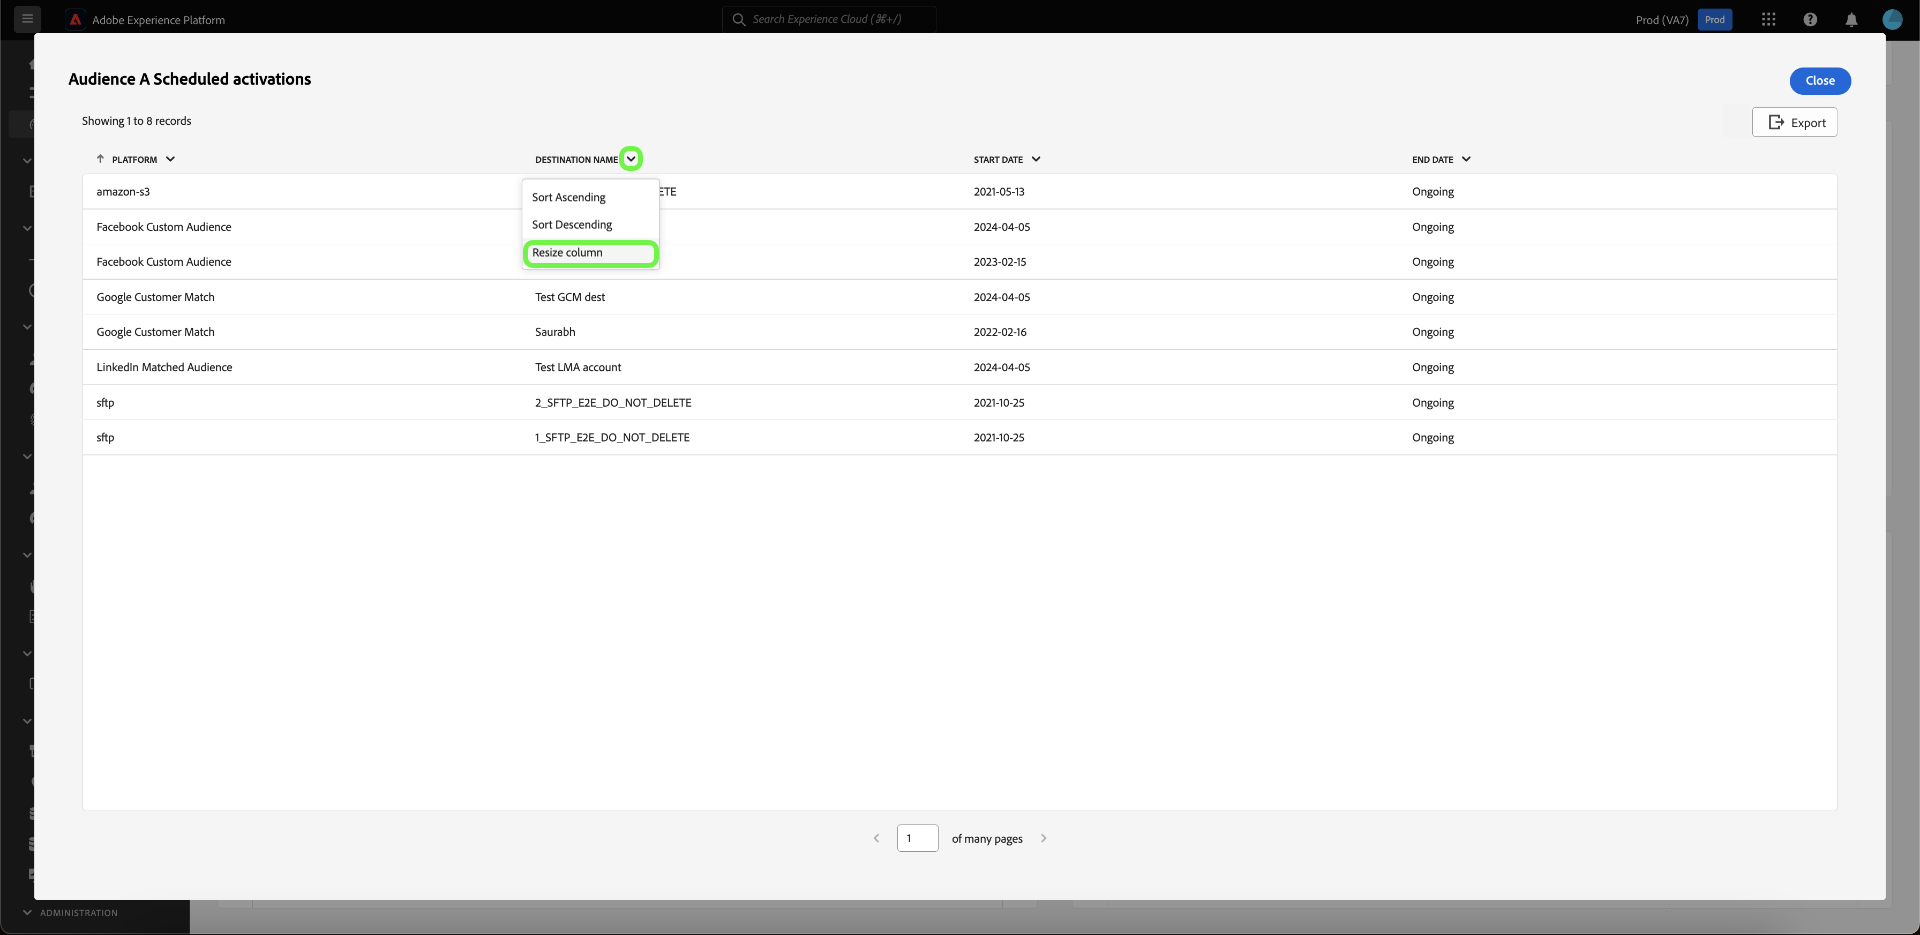 Adobe Experience Platform
Search Experience Cloud (⌘+/)
Prod (VA7)
Prod
Audience A Scheduled activations
Close
Showing 1 to 8 records
Export
PLATFORM
DESTINATION NAME
START DATE
END DATE
amazon-s3
ETE
2021-05-13
Ongoing
Sort Ascending
Sort Descending
Resize column
Facebook Custom Audience
2024-04-05
Ongoing
Facebook Custom Audience
2023-02-15
Ongoing
Google Customer Match
Test GCM dest
2024-04-05
Ongoing
Google Customer Match
Saurabh
2022-02-16
Ongoing
LinkedIn Matched Audience
Test LMA account
2024-04-05
Ongoing
sftp
2_SFTP_E2E_DO_NOT_DELETE
2021-10-25
Ongoing
sftp
1_SFTP_E2E_DO_NOT_DELETE
2021-10-25
Ongoing
1
of many pages
ADMINISTRATION